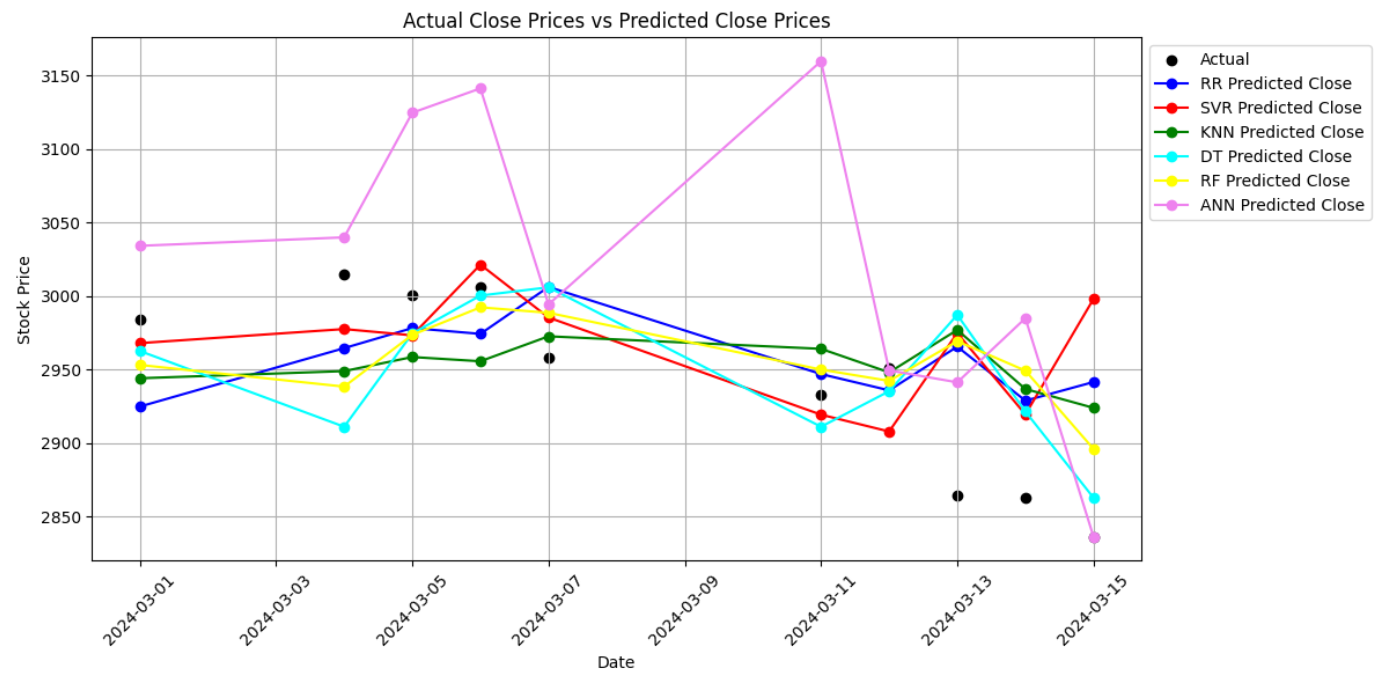 Actual Close Prices vs Predicted Close Prices
3150
3100
3050
3000
2950
2900
2850
Stock Price
2024-03-01
2024-03-03
2024-03-05
2024-03-07
2024-03-09
2024-03-11
2024-03-13
2024-03-15
Date
Actual
RR Predicted Close
SVR Predicted Close
KNN Predicted Close
DT Predicted Close
RF Predicted Close
ANN Predicted Close